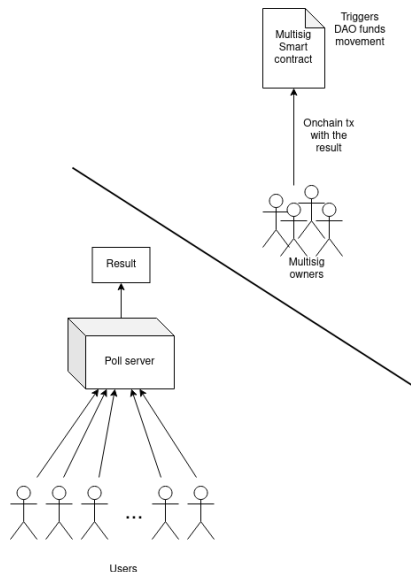 Multisig
Smart
contract
Triggers
DAO funds
movement
Onchain tx
with the
result
Multisig
owners
Result
Poll server
...
Users